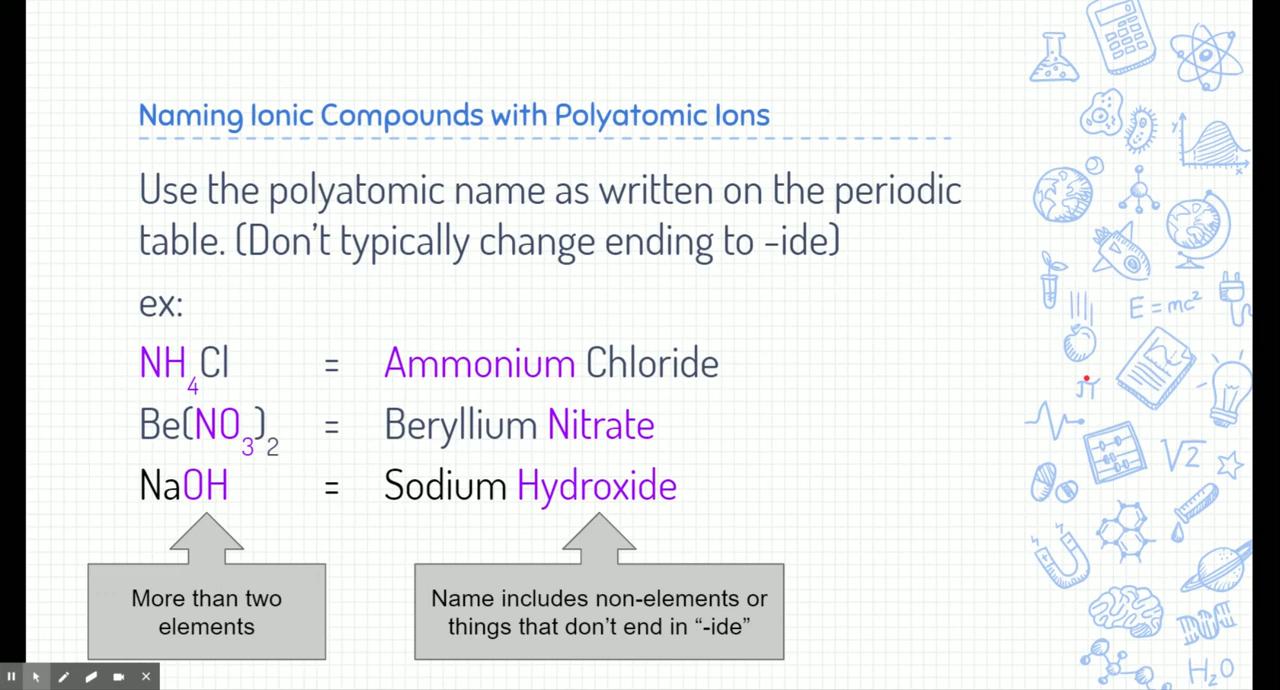 Naming Ionic Compounds with Polyatomic Ions
Use the polyatomic name as written on the periodic
table. (Don't typically change ending to -ide)
ex:
NH₄Cl = Ammonium Chloride
Be(NO₃)₂ = Beryllium Nitrate
NaOH = Sodium Hydroxide
More than two
elements
Name includes non-elements or
things that don't end in “-ide”
y
x
E=mc²
π
√2
H₂O